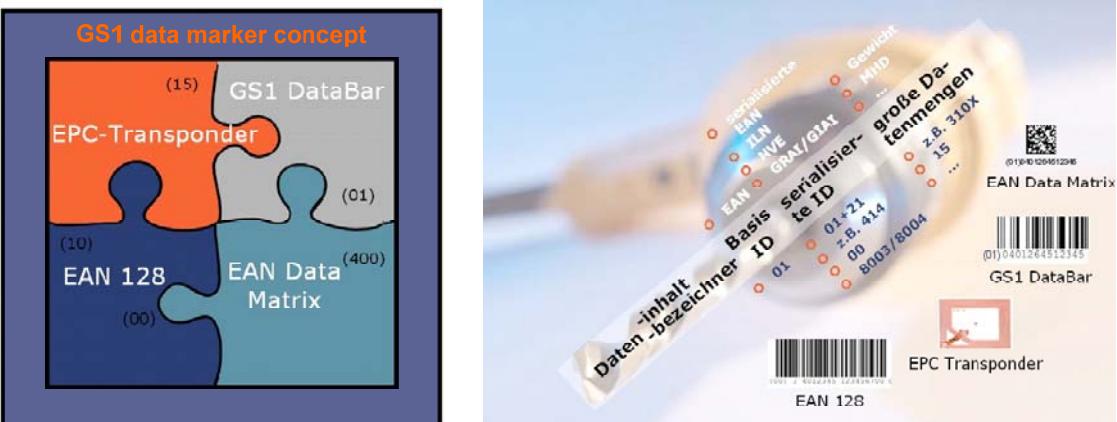 GS1 data marker concept
(15)
GS1 DataBar
EPC-Transponder
(01)
(10)
EAN 128
EAN Data
Matrix
(400)
(00)
Daten
-inhalt
-bezeichner
Basis
ID
serialisier-
te ID
große Da-
tenmengen
EAN
serialisierte
EAN
ILN
NVE
GRAI/GIAI
Gewicht
MHD
...
01
01+21
z.B. 414
00
8003/8004
z.B. 310X
15
...
EAN Data Matrix
(01)0401264512345
GS1 DataBar
EPC Transponder
EAN 128